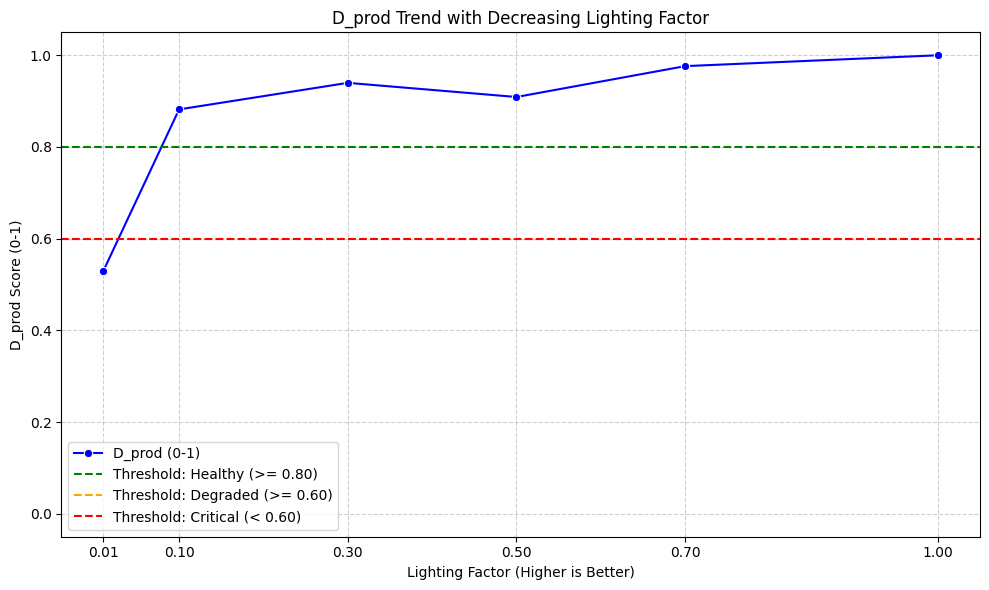 D_prod Trend with Decreasing Lighting Factor
D_prod Score (0-1)
1.0
0.8
0.6
0.4
0.2
0.0
D_prod (0-1)
Threshold: Healthy (>= 0.80)
Threshold: Degraded (>= 0.60)
Threshold: Critical (< 0.60)
0.01 0.10 0.30 0.50 0.70 1.00
Lighting Factor (Higher is Better)